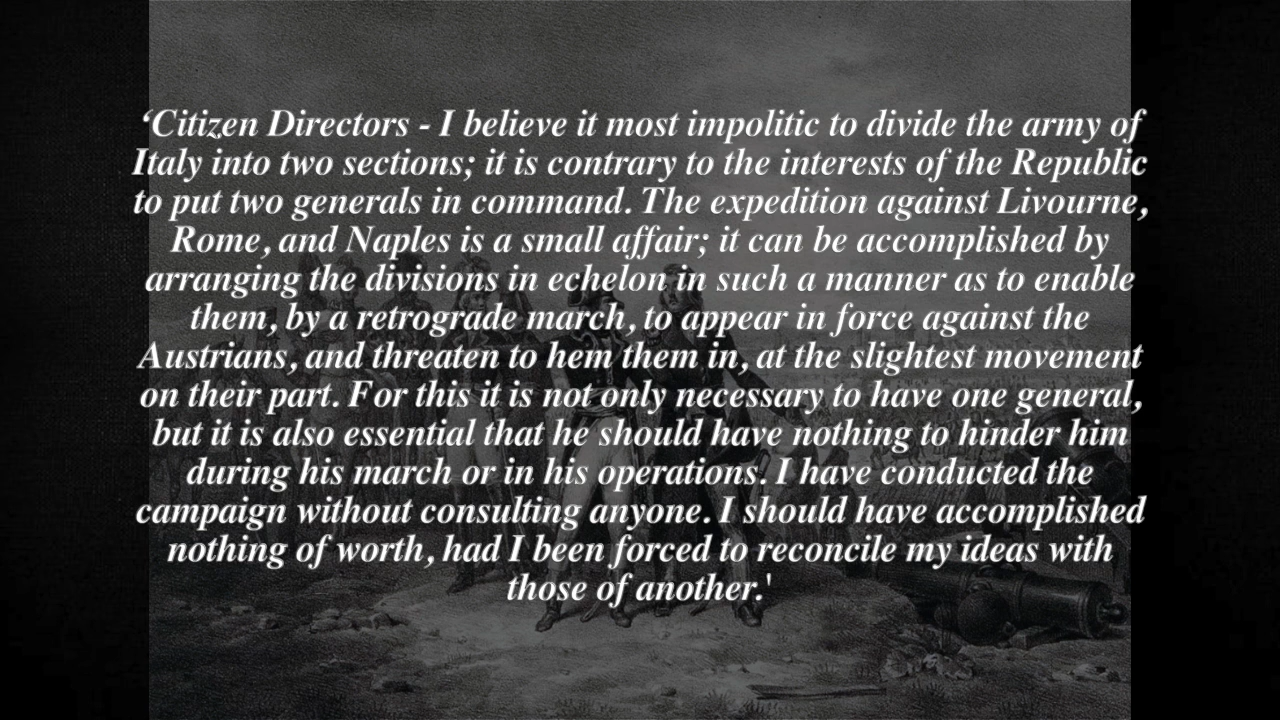 ‘Citizen Directors - I believe it most impolitic to divide the army of
Italy into two sections; it is contrary to the interests of the Republic
to put two generals in command. The expedition against Livourne,
Rome, and Naples is a small affair; it can be accomplished by
arranging the divisions in echelon in such a manner as to enable
them, by a retrograde march, to appear in force against the
Austrians, and threaten to hem them in, at the slightest movement
on their part. For this it is not only necessary to have one general,
but it is also essential that he should have nothing to hinder him
during his march or in his operations. I have conducted the
campaign without consulting anyone. I should have accomplished
nothing of worth, had I been forced to reconcile my ideas with
those of another.'